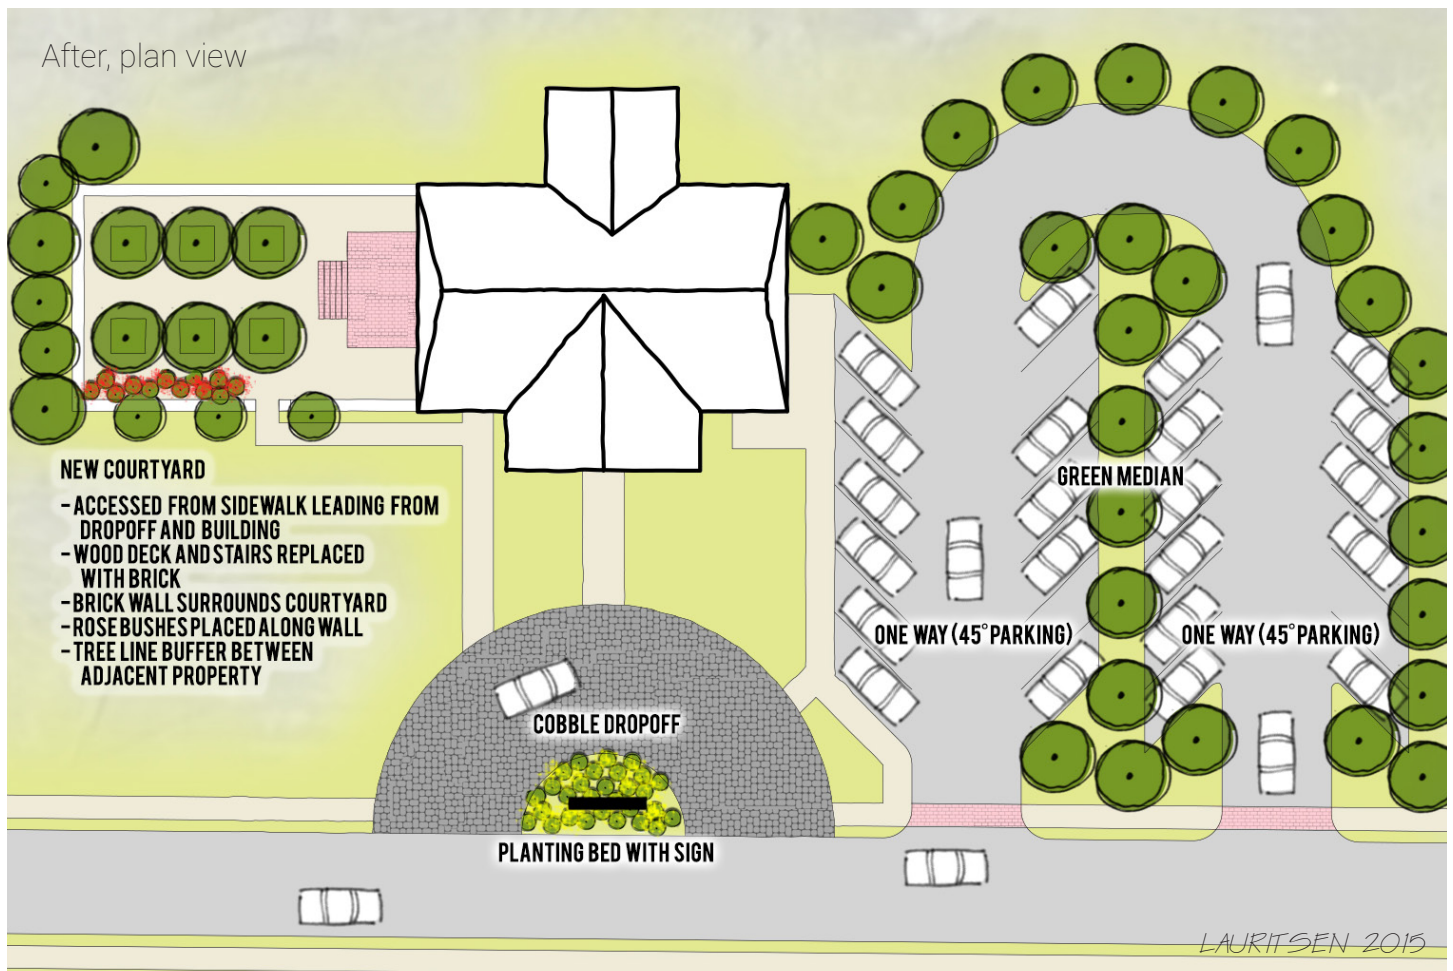 After, plan view
NEW COURTYARD
- ACCESSED FROM SIDEWALK LEADING FROM
DROPOFF AND BUILDING
- WOOD DECK AND STAIRS REPLACED
WITH BRICK
- BRICK WALL SURROUNDS COURTYARD
- ROSE BUSHES PLACED ALONG WALL
- TREE LINE BUFFER BETWEEN
ADJACENT PROPERTY
COBBLE DROPOFF
PLANTING BED WITH SIGN
GREEN MEDIAN
ONE WAY (45° PARKING)
ONE WAY (45° PARKING)
LAURITSEN 2015